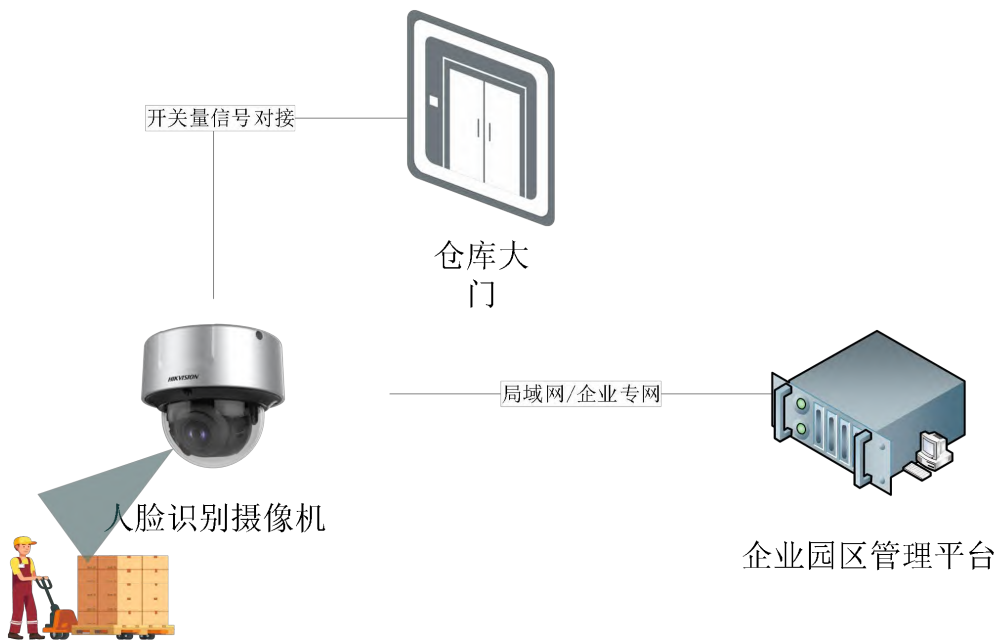 开关量信号对接
仓库大
门
HIKVISION
局域网/企业专网
人脸识别摄像机
企业园区管理平台